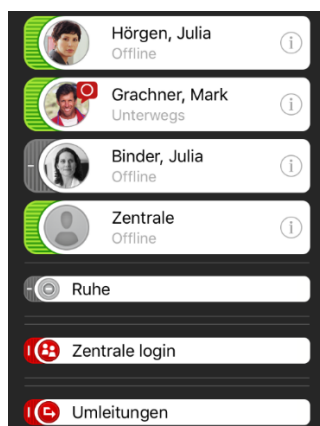 Hörgen, Julia
Offline
Grachner, Mark
Unterwegs
Binder, Julia
Offline
Zentrale
Offline
Ruhe
Zentrale login
Umleitungen